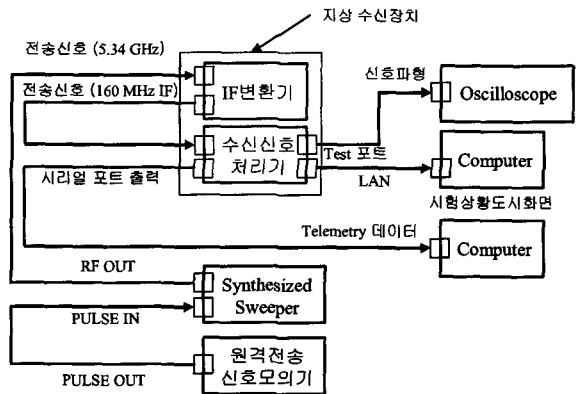 지상 수신장치
전송신호 (5.34 GHz)
전송신호 (160 MHz IF)
IF변환기
신호파형
Oscilloscope
수신신호
처리기
Test 포트
LAN
Computer
시리얼 포트 출력
시험상황도시화면
Telemetry 데이터
Computer
RF OUT
Synthesized
Sweeper
PULSE IN
원격전송
신호모의기
PULSE OUT